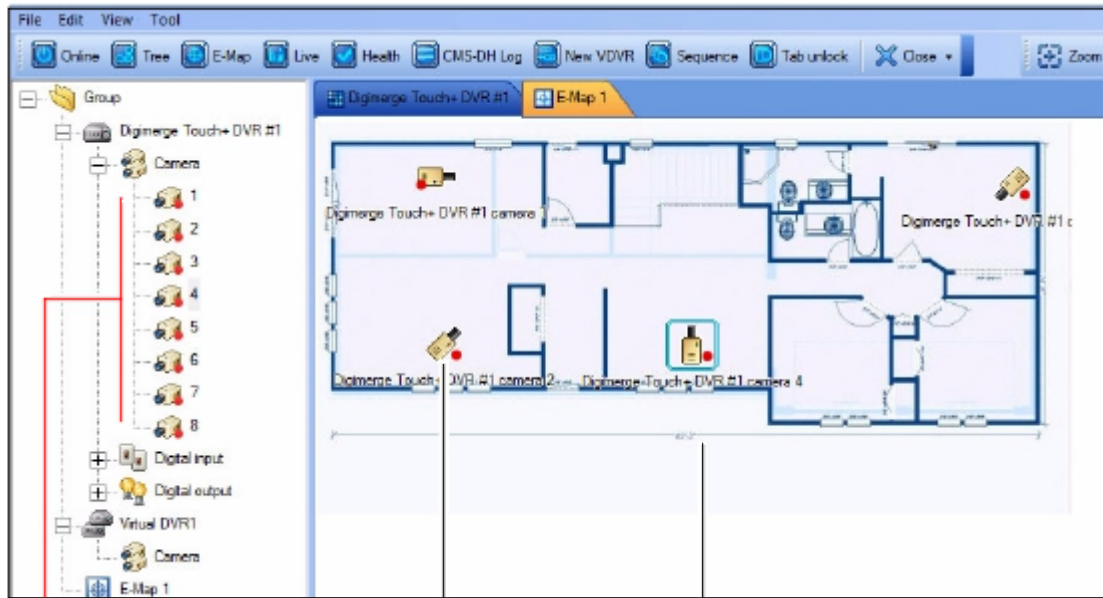 File Edit View Tool
Online Tree E-Map Live Health CMS-DH Log New VDVR Sequence Tab unlock Close Zoom
Group
Digimerge Touch+ DVR #1
Camera
1
2
3
4
5
6
7
8
Digital input
Digital output
Virtual DVR1
Camera
E-Map 1
Digimerge Touch+ DVR #1 E-Map 1
Digimerge Touch+ DVR #1 camera 1
Digimerge Touch+ DVR #1 c
Digimerge Touch+ DVR #1 camera 2
Digimerge Touch+ DVR #1 camera 4